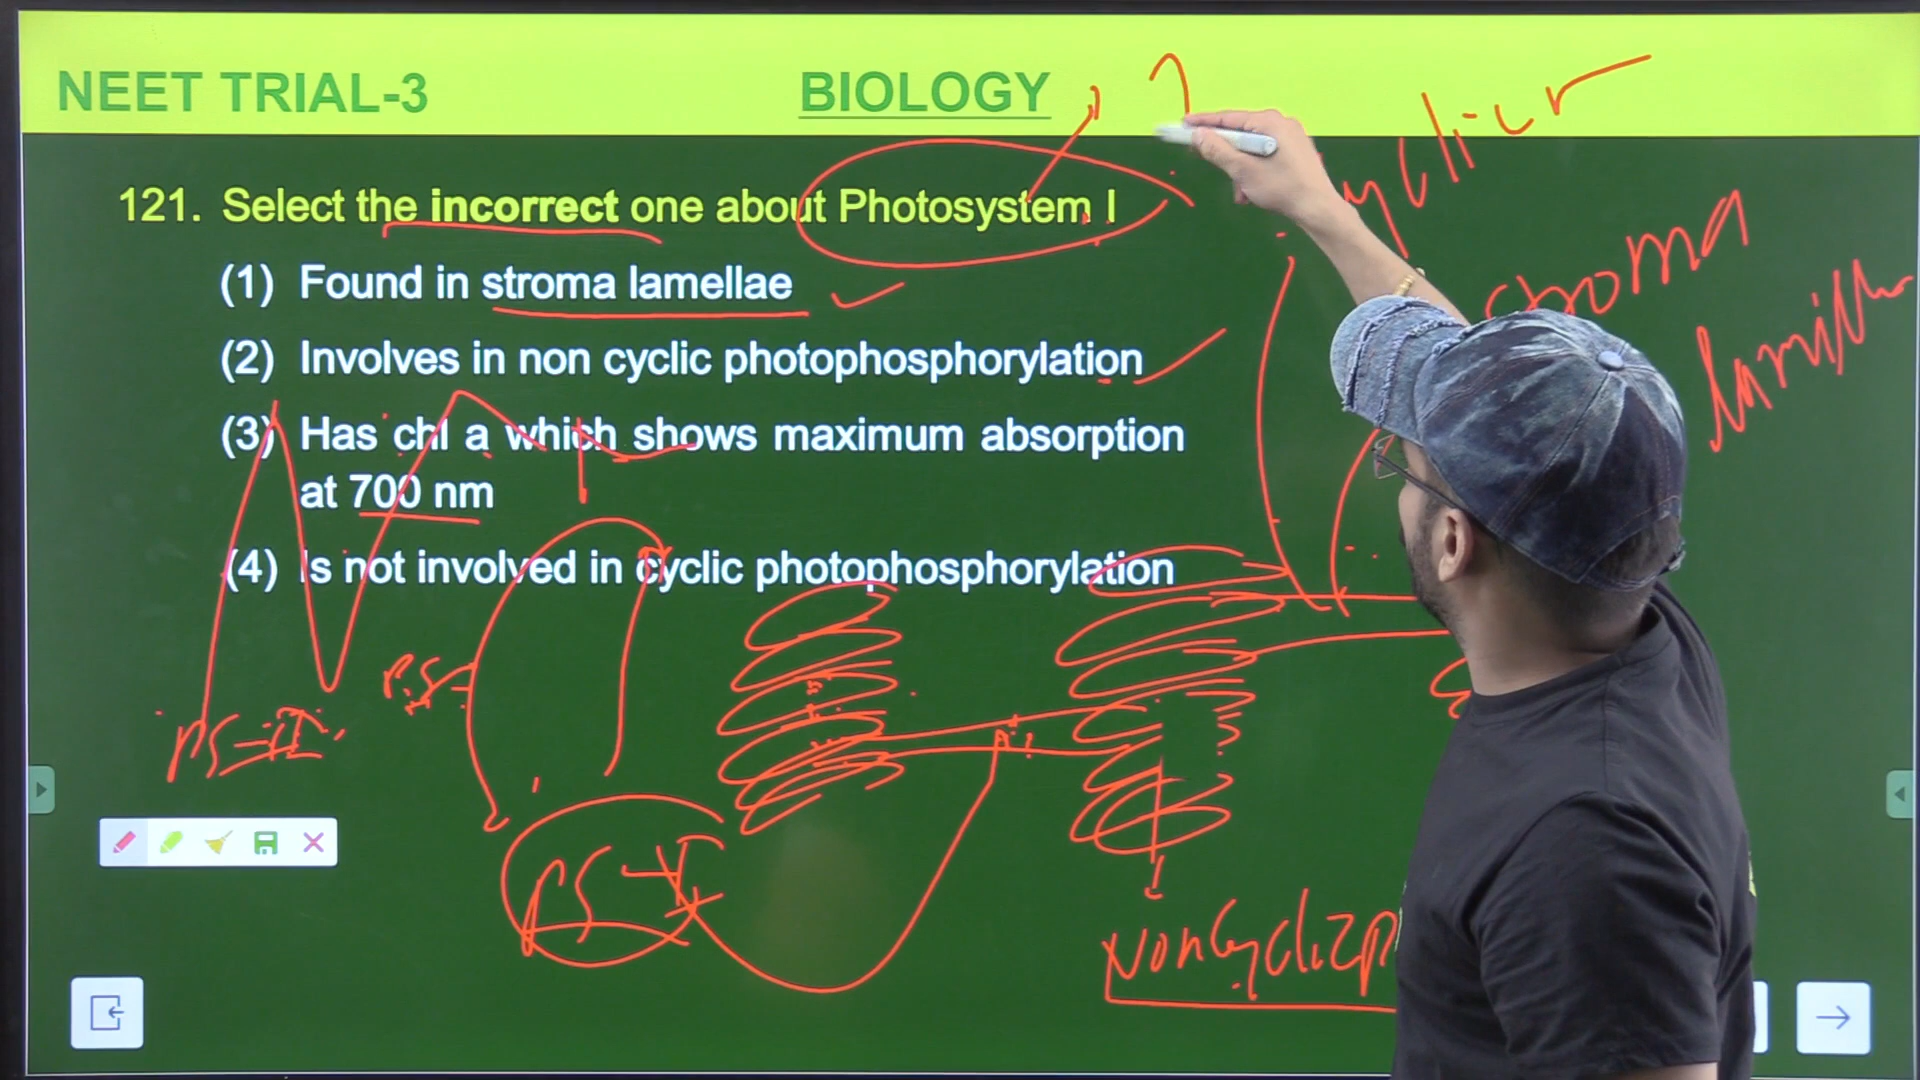 NEET TRIAL-3
BIOLOGY
121. Select the incorrect one about Photosystem I
(1) Found in stroma lamellae
(2) Involves in non cyclic photophosphorylation
(3) Has chl a which shows maximum absorption
at 700 nm
(4) Is not involved in cyclic photophosphorylation
stroma
PS-II
PS-I